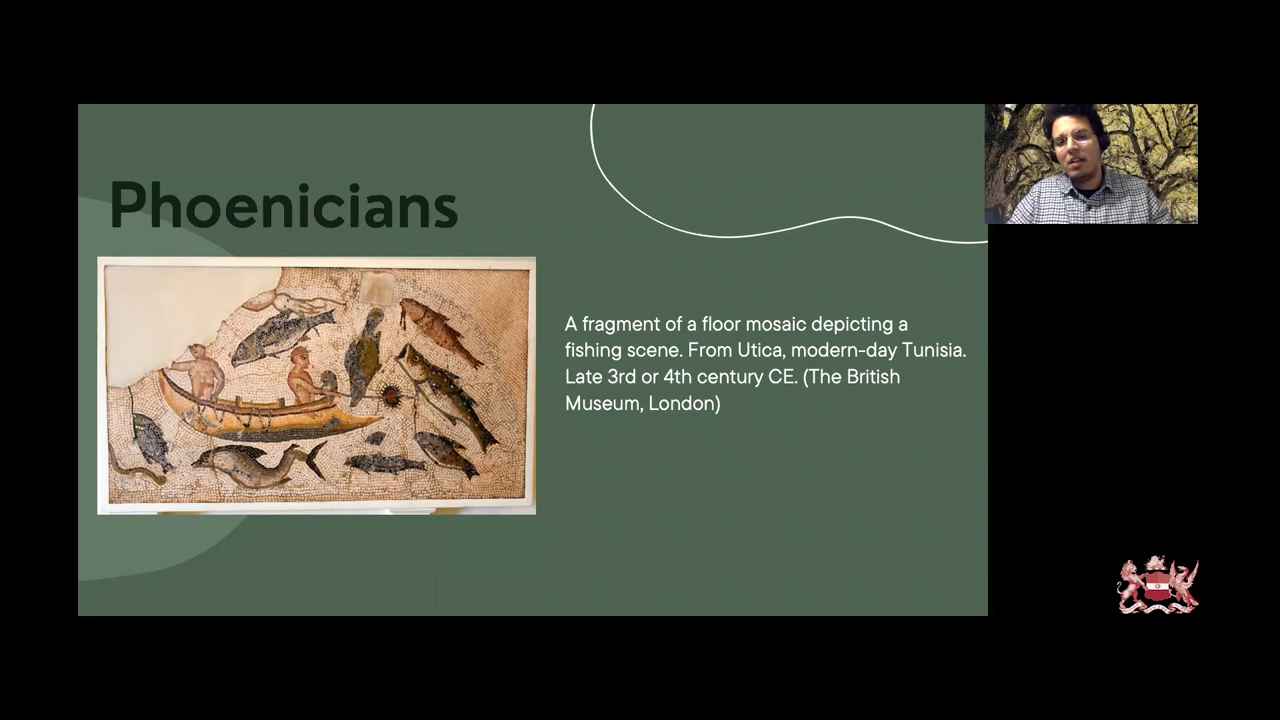 Phoenicians
A fragment of a floor mosaic depicting a
fishing scene. From Utica, modern-day Tunisia.
Late 3rd or 4th century CE. (The British
Museum, London)